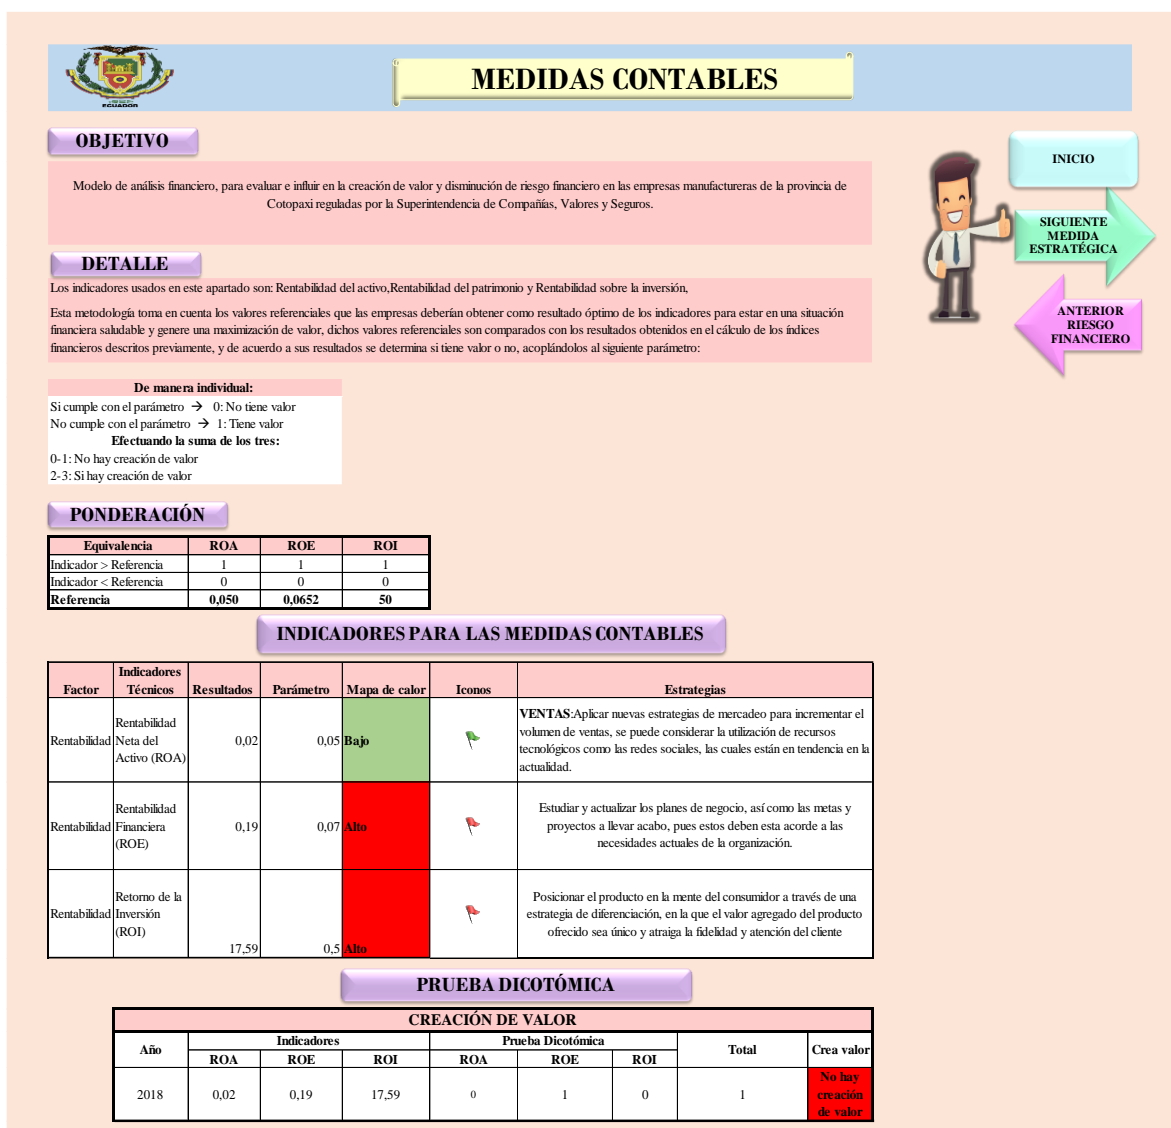 ECUADOR
MEDIDAS CONTABLES
OBJETIVO
Modelo de análisis financiero, para evaluar e influir en la creación de valor y disminución de riesgo financiero en las empresas manufactureras de la provincia de
Cotopaxi reguladas por la Superintendencia de Compañías, Valores y Seguros.
INICIO
SIGUIENTE
MEDIDA
ESTRATÉGICA
ANTERIOR
RIESGO
FINANCIERO
DETALLE
Los indicadores usados en este apartado son: Rentabilidad del activo,Rentabilidad del patrimonio y Rentabilidad sobre la inversión,
Esta metodología toma en cuenta los valores referenciales que las empresas deberían obtener como resultado óptimo de los indicadores para estar en una situación
financiera saludable y genere una maximización de valor, dichos valores referenciales son comparados con los resultados obtenidos en el cálculo de los índices
financieros descritos previamente, y de acuerdo a sus resultados se determina si tiene valor o no, acoplándolos al siguiente parámetro:
De manera individual:
Si cumple con el parámetro → 0: No tiene valor
No cumple con el parámetro → 1: Tiene valor
Efectuando la suma de los tres:
0-1: No hay creación de valor
2-3: Si hay creación de valor
PONDERACIÓN
Equivalencia ROA ROE ROI
Indicador > Referencia 1 1 1
Indicador < Referencia 0 0 0
Referencia 0,050 0,0652 50
INDICADORES PARA LAS MEDIDAS CONTABLES
Factor Indicadores Técnicos Resultados Parámetro Mapa de calor Iconos Estrategias
Rentabilidad
Rentabilidad
Neta del
Activo (ROA)
0,02 0,05 Bajo
VENTAS:Aplicar nuevas estrategias de mercadeo para incrementar el
volumen de ventas, se puede considerar la utilización de recursos
tecnológicos como las redes sociales, las cuales están en tendencia en la
actualidad.
Rentabilidad
Rentabilidad
Financiera
(ROE)
0,19 0,07 Alto
Estudiar y actualizar los planes de negocio, así como las metas y
proyectos a llevar acabo, pues estos deben esta acorde a las
necesidades actuales de la organización.
Rentabilidad
Retorno de la
Inversión
(ROI)
17,59 0,5 Alto
Posicionar el producto en la mente del consumidor a través de una
estrategia de diferenciación, en la que el valor agregado del producto
ofrecido sea único y atraiga la fidelidad y atención del cliente
PRUEBA DICOTÓMICA
CREACIÓN DE VALOR
Año Indicadores Prueba Dicotómica Total Crea valor
ROA ROE ROI ROA ROE ROI
2018 0,02 0,19 17,59 0 1 0 1
No hay
creación
de valor